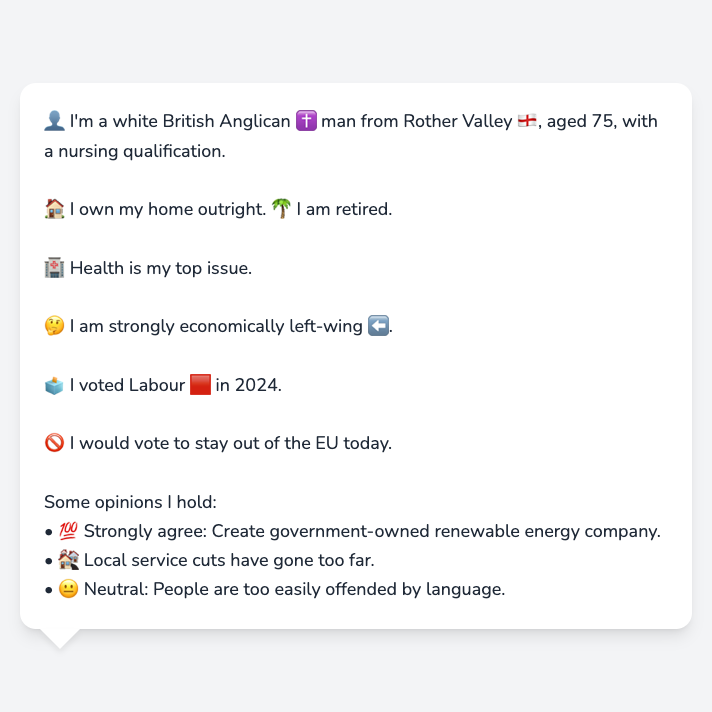 👤 I'm a white British Anglican ✝️ man from Rother Valley 🏴󠁧󠁢󠁥󠁮󠁧󠁿, aged 75, with
a nursing qualification.
🏠 I own my home outright. 🌴 I am retired.
🏥 Health is my top issue.
🤔 I am strongly economically left-wing ⬅️.
🗳️ I voted Labour 🟥 in 2024.
🚫 I would vote to stay out of the EU today.
Some opinions I hold:
• 💯 Strongly agree: Create government-owned renewable energy company.
• 🏚️ Local service cuts have gone too far.
• 😐 Neutral: People are too easily offended by language.